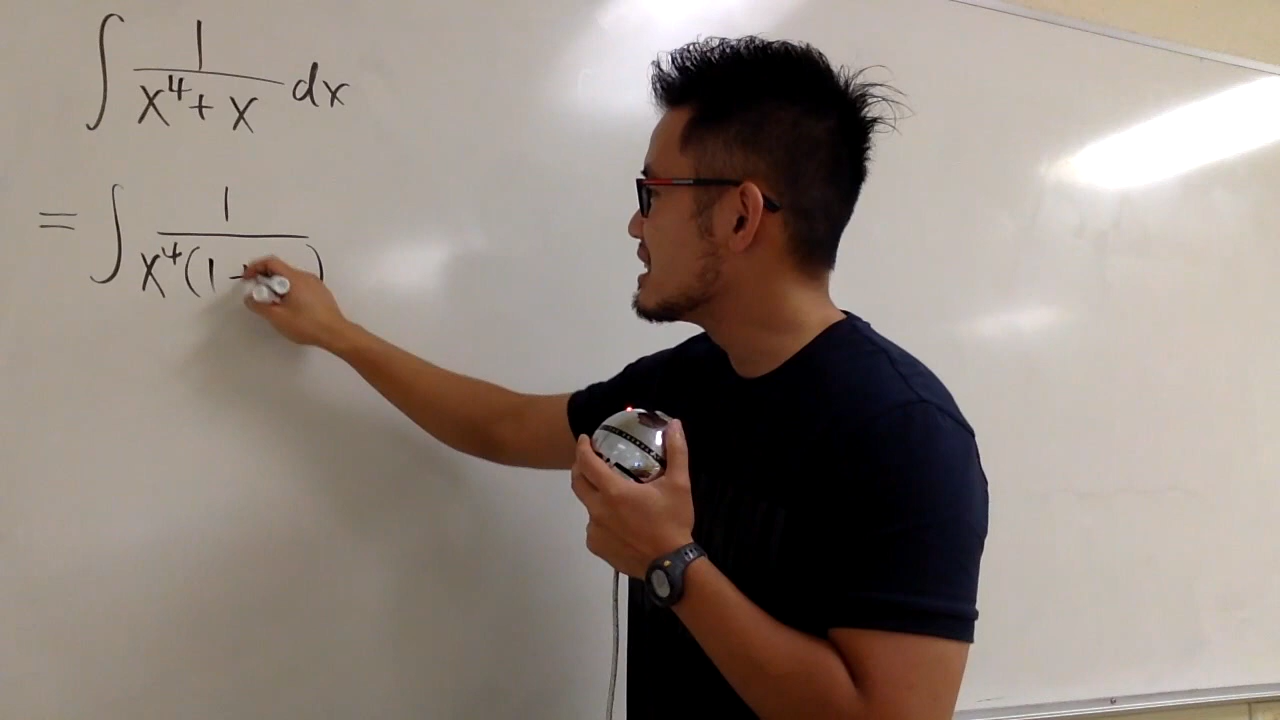 ∫ 1/(x⁴ + x) dx
= ∫ 1/(x⁴(1 + ))